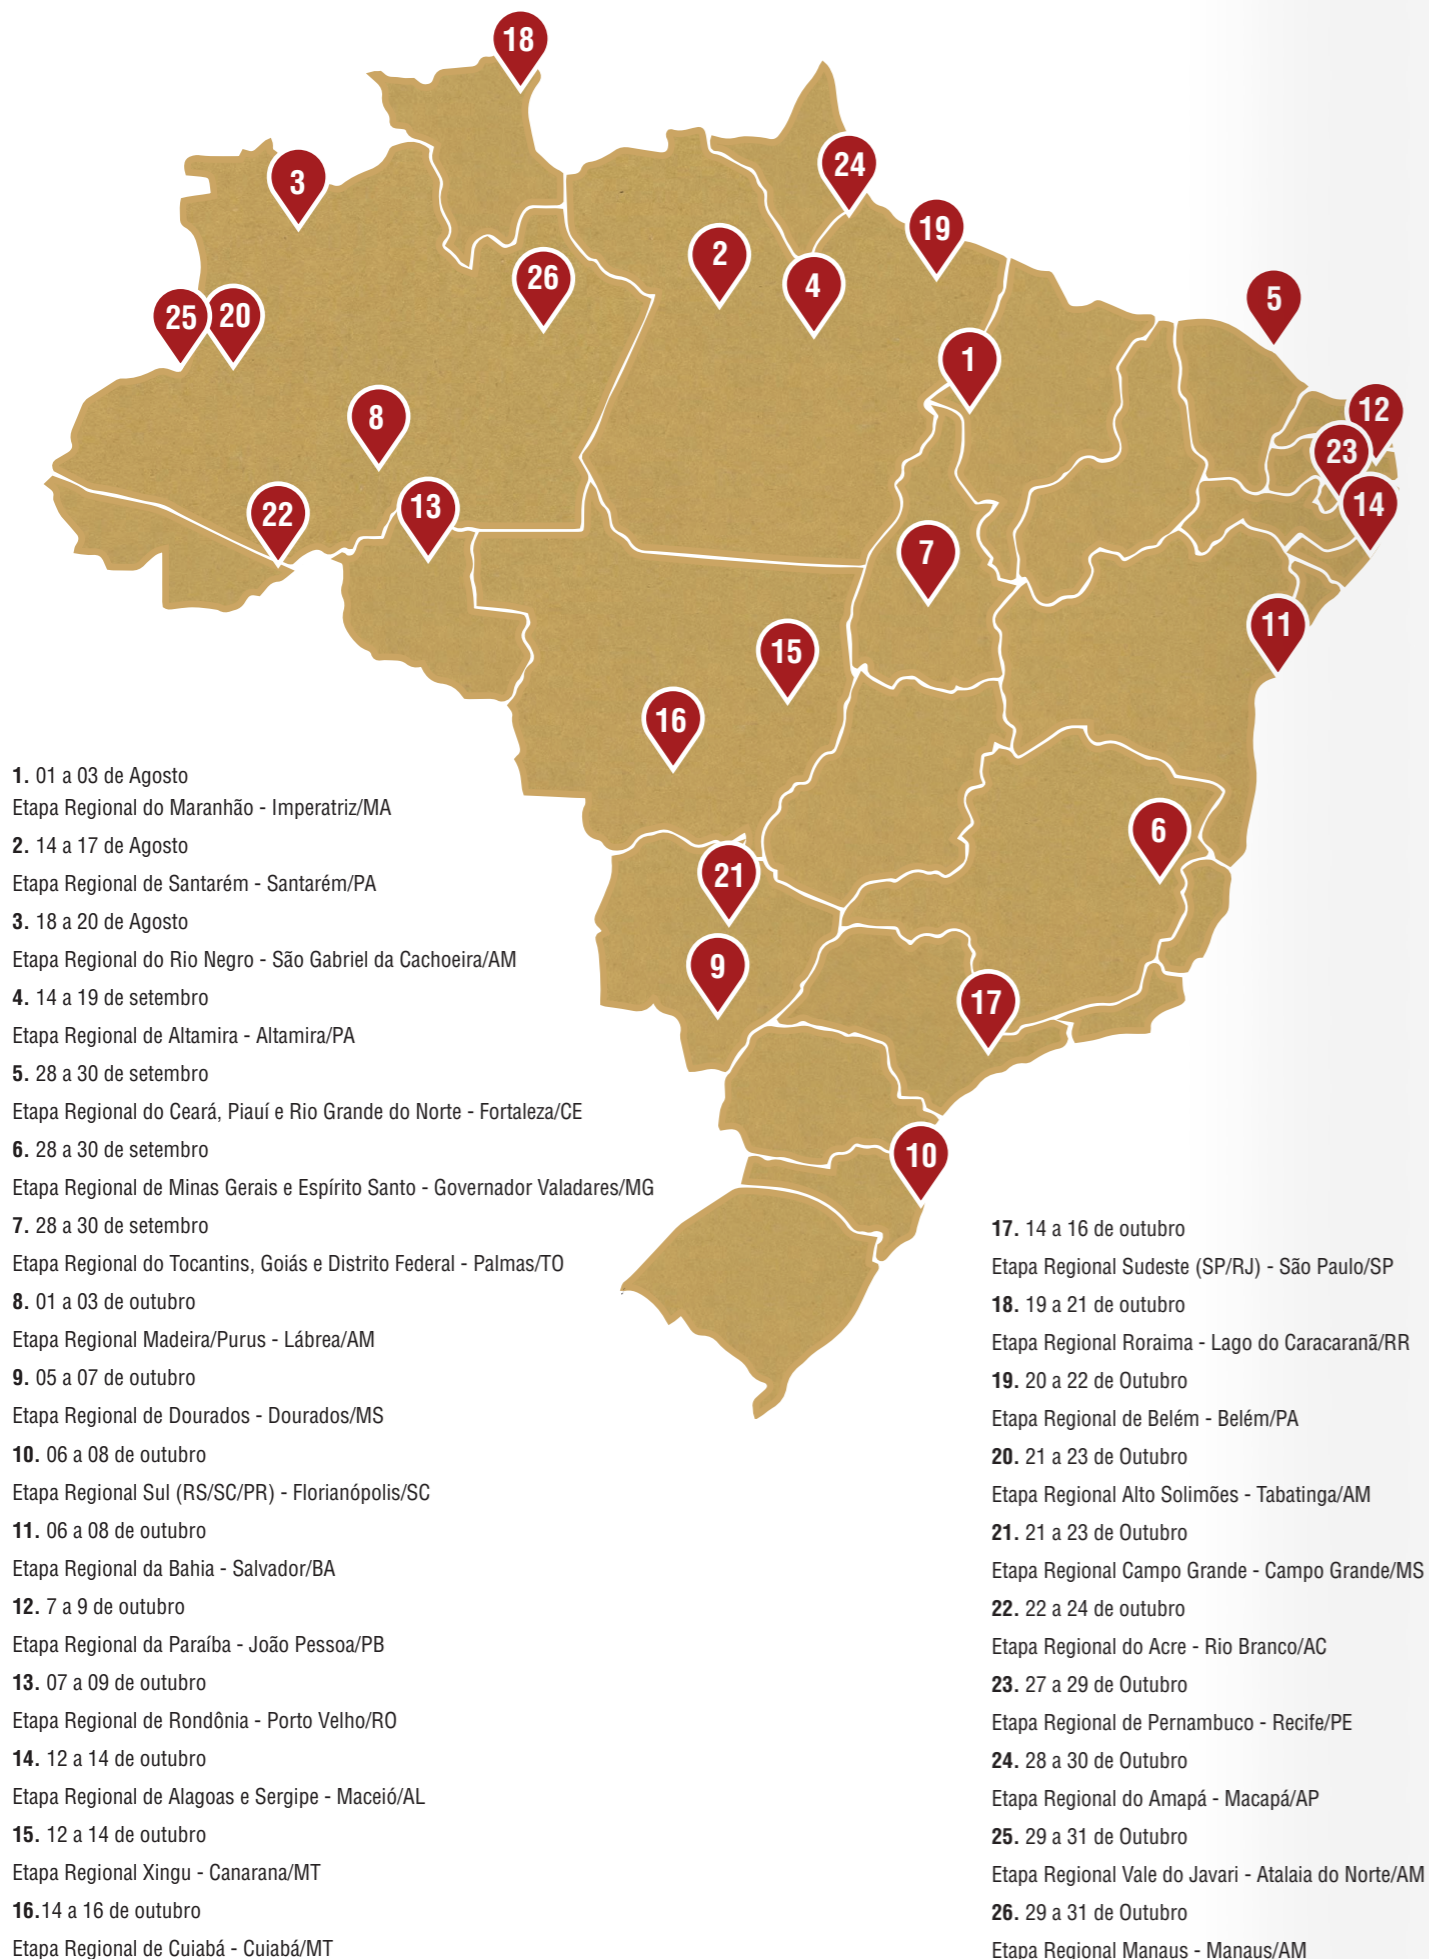 18
3
24
19
2
4
26
25
20
5
1
8
12
23
22
13
14
7
11
15
16
6
21
9
17
10
1. 01 a 03 de Agosto
Etapa Regional do Maranhão - Imperatriz/MA
2. 14 a 17 de Agosto
Etapa Regional de Santarém - Santarém/PA
3. 18 a 20 de Agosto
Etapa Regional do Rio Negro - São Gabriel da Cachoeira/AM
4. 14 a 19 de setembro
Etapa Regional de Altamira - Altamira/PA
5. 28 a 30 de setembro
Etapa Regional do Ceará, Piauí e Rio Grande do Norte - Fortaleza/CE
6. 28 a 30 de setembro
Etapa Regional de Minas Gerais e Espírito Santo - Governador Valadares/MG
7. 28 a 30 de setembro
Etapa Regional do Tocantins, Goiás e Distrito Federal - Palmas/TO
8. 01 a 03 de outubro
Etapa Regional Madeira/Purus - Lábrea/AM
9. 05 a 07 de outubro
Etapa Regional de Dourados - Dourados/MS
10. 06 a 08 de outubro
Etapa Regional Sul (RS/SC/PR) - Florianópolis/SC
11. 06 a 08 de outubro
Etapa Regional da Bahia - Salvador/BA
12. 7 a 9 de outubro
Etapa Regional da Paraíba - João Pessoa/PB
13. 07 a 09 de outubro
Etapa Regional de Rondônia - Porto Velho/RO
14. 12 a 14 de outubro
Etapa Regional de Alagoas e Sergipe - Maceió/AL
15. 12 a 14 de outubro
Etapa Regional Xingu - Canarana/MT
16.14 a 16 de outubro
Etapa Regional de Cuiabá - Cuiabá/MT
17. 14 a 16 de outubro
Etapa Regional Sudeste (SP/RJ) - São Paulo/SP
18. 19 a 21 de outubro
Etapa Regional Roraima - Lago do Caracaranã/RR
19. 20 a 22 de Outubro
Etapa Regional de Belém - Belém/PA
20. 21 a 23 de Outubro
Etapa Regional Alto Solimões - Tabatinga/AM
21. 21 a 23 de Outubro
Etapa Regional Campo Grande - Campo Grande/MS
22. 22 a 24 de outubro
Etapa Regional do Acre - Rio Branco/AC
23. 27 a 29 de Outubro
Etapa Regional de Pernambuco - Recife/PE
24. 28 a 30 de Outubro
Etapa Regional do Amapá - Macapá/AP
25. 29 a 31 de Outubro
Etapa Regional Vale do Javari - Atalaia do Norte/AM
26. 29 a 31 de Outubro
Etapa Regional Manaus - Manaus/AM